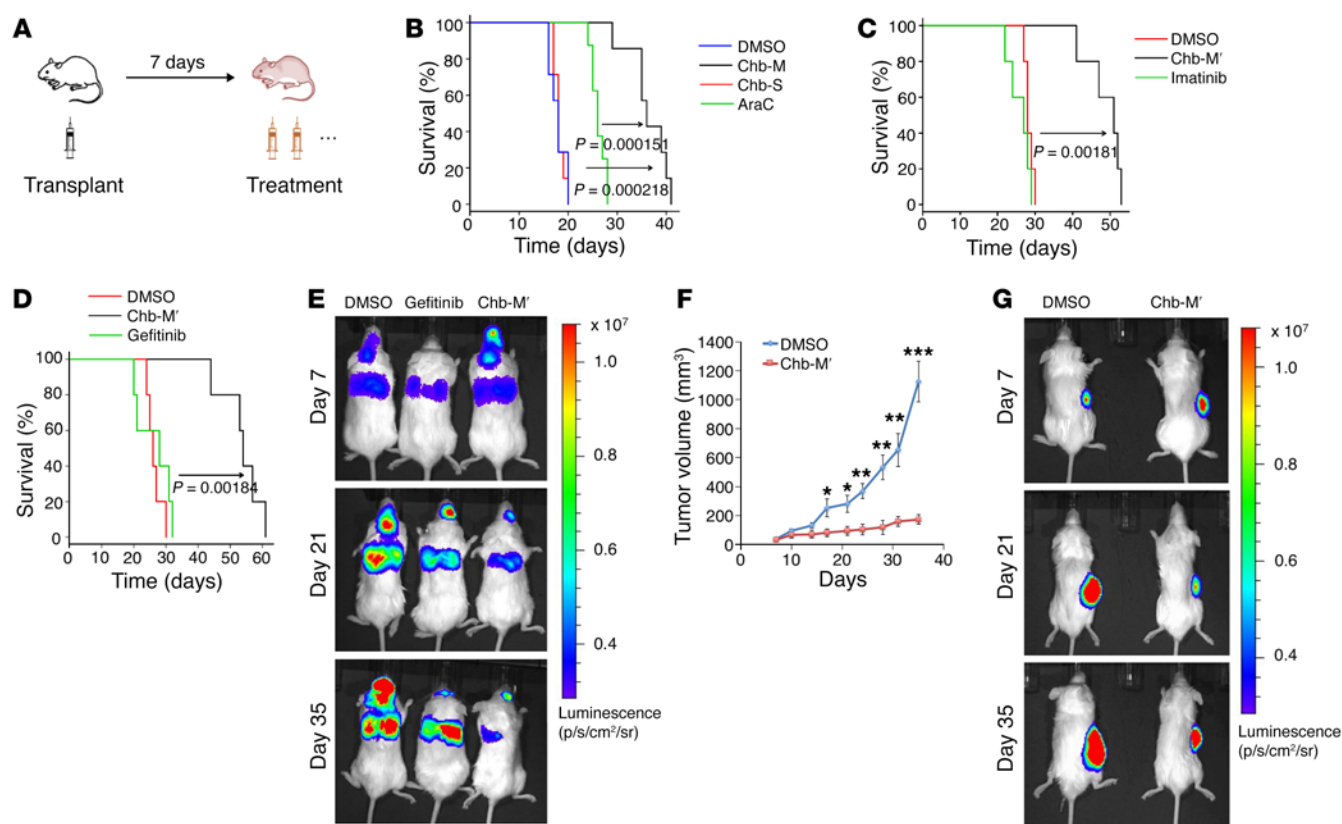 A
7 days
Transplant
Treatment
...
B
DMSO
Chb-M
Chb-S
AraC
Survival (%)
100
80
60
40
20
0
P = 0.000151
P = 0.000218
0 10 20 30 40
Time (days)
C
DMSO
Chb-M′
Imatinib
Survival (%)
100
80
60
40
20
0
P = 0.00181
0 10 20 30 40 50
Time (days)
D
DMSO
Chb-M′
Gefitinib
Survival (%)
100
80
60
40
20
0
P = 0.00184
0 10 20 30 40 50 60
Time (days)
E
DMSO Gefitinib Chb-M′
Day 7
Day 21
Day 35
x 10⁷
1.0
0.8
0.6
0.4
Luminescence
(p/s/cm²/sr)
F
DMSO
Chb-M′
Tumor volume (mm³)
1400
1200
1000
800
600
400
200
0
* * ** ** ** ***
0 10 20 30 40
Days
G
DMSO Chb-M′
Day 7
Day 21
Day 35
x 10⁷
1.0
0.8
0.6
0.4
Luminescence
(p/s/cm²/sr)